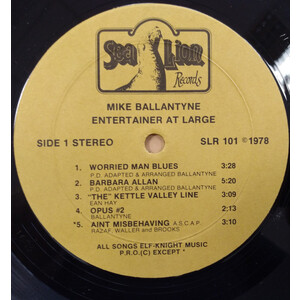 Sea Lion
Records
MIKE BALLANTYNE
ENTERTAINER AT LARGE
SIDE 1 STEREO SLR 101 ©1978
1. WORRIED MAN BLUES 3:28
P.D. ADAPTED & ARRANGED BALLANTYNE
2. BARBARA ALLAN 5:20
P.D. ADAPTED & ARRANGED BALLANTYNE
3. "THE" KETTLE VALLEY LINE 3:09
EAN HAY
4. OPUS #2 2:13
BALLANTYNE
*5. AINT MISBEHAVING A.S.C.A.P. 3:10
RAZAF, WALLER and BROOKS
ALL SONGS ELF-KNIGHT MUSIC
P.R.O.(C) EXCEPT *